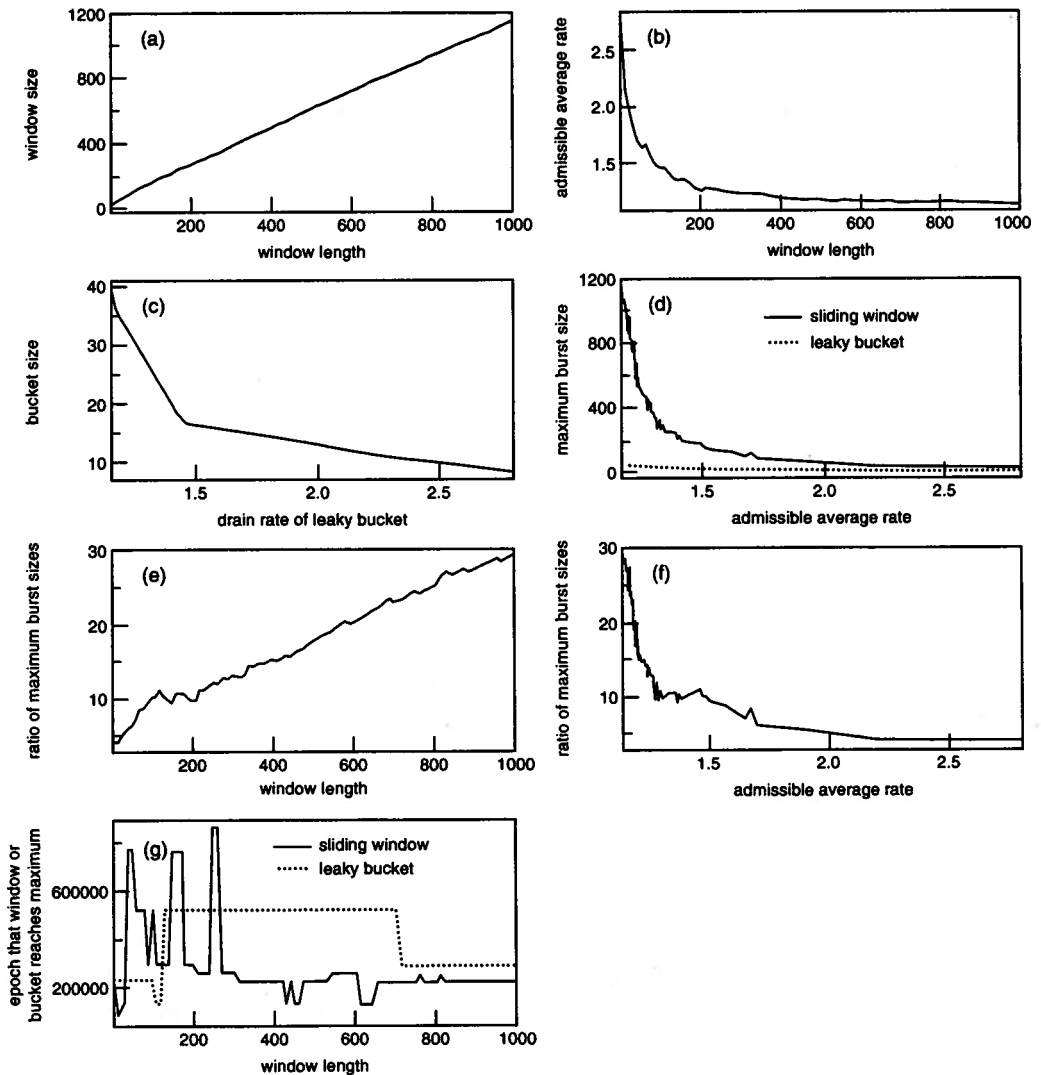 (a)
window size
1200
800
400
0
200 400 600 800 1000
window length
(b)
admissible average rate
2.5
2.0
1.5
200 400 600 800 1000
window length
(c)
bucket size
40
30
20
10
1.5 2.0 2.5
drain rate of leaky bucket
(d)
maximum burst size
1200
800
400
0
sliding window
leaky bucket
1.5 2.0 2.5
admissible average rate
(e)
ratio of maximum burst sizes
30
20
10
200 400 600 800 1000
window length
(f)
ratio of maximum burst sizes
30
20
10
1.5 2.0 2.5
admissible average rate
(g)
epoch that window or
bucket reaches maximum
600000
200000
sliding window
leaky bucket
200 400 600 800 1000
window length